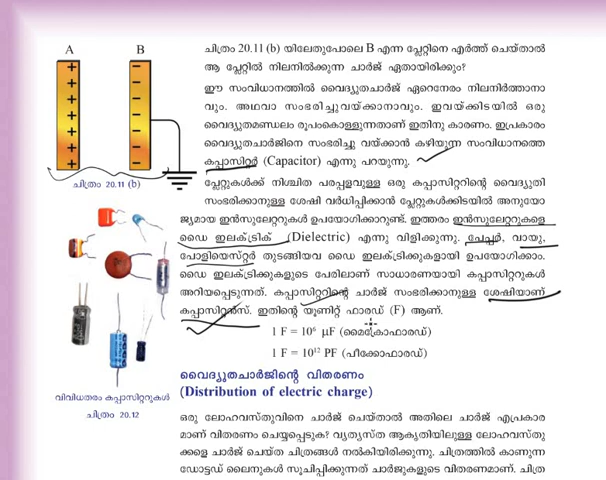 A B
ചിത്രം 20.11 (b)
ചിത്രം 20.11 (b) യിലേതുപോലെ B എന്ന പ്ലേറ്റിനെ എർത്ത് ചെയ്താൽ
ആ പ്ലേറ്റിൽ നിലനിൽക്കുന്ന ചാർജ് ഏതായിരിക്കും?
ഈ സംവിധാനത്തിൽ വൈദ്യുതചാർജ് ഏറെനേരം നിലനിർത്താനാ
വും. അഥവാ സംഭരിച്ചുവയ്ക്കാനാവും. ഇവയ്ക്കിടയിൽ ഒരു
വൈദ്യുതമണ്ഡലം രൂപംകൊള്ളുന്നതാണ് ഇതിനു കാരണം. ഇപ്രകാരം
വൈദ്യുതചാർജിനെ സംഭരിച്ചു വയ്ക്കാൻ കഴിയുന്ന സംവിധാനത്തെ
കപ്പാസിറ്റർ (Capacitor) എന്നു പറയുന്നു.
പ്ലേറ്റുകൾക്ക് നിശ്ചിത പരപ്പളവുള്ള ഒരു കപ്പാസിറ്ററിന്റെ വൈദ്യുതി
സംഭരിക്കാനുള്ള ശേഷി വർധിപ്പിക്കാൻ പ്ലേറ്റുകൾക്കിടയിൽ അനുയോ
ജ്യമായ ഇൻസുലേറ്ററുകൾ ഉപയോഗിക്കാറുണ്ട്. ഇത്തരം ഇൻസുലേറ്ററുകളെ
ഡൈ ഇലക്ട്രിക് (Dielectric) എന്നു വിളിക്കുന്നു. പേപ്പർ, വായു,
പോളിയെസ്റ്റർ തുടങ്ങിയവ ഡൈ ഇലക്ട്രിക്കുകളായി ഉപയോഗിക്കാം.
ഡൈ ഇലക്ട്രിക്കുകളുടെ പേരിലാണ് സാധാരണയായി കപ്പാസിറ്ററുകൾ
അറിയപ്പെടുന്നത്. കപ്പാസിറ്ററിന്റെ ചാർജ് സംഭരിക്കാനുള്ള ശേഷിയാണ്
കപ്പാസിറ്റൻസ്. ഇതിന്റെ യൂണിറ്റ് ഫാരഡ് (F) ആണ്.
1 F = 10⁶ μF (മൈക്രോഫാരഡ്)
1 F = 10¹² PF (പീക്കോഫാരഡ്)
വിവിധതരം കപ്പാസിറ്ററുകൾ
ചിത്രം 20.12
വൈദ്യുതചാർജിന്റെ വിതരണം
(Distribution of electric charge)
ഒരു ലോഹവസ്തുവിനെ ചാർജ് ചെയ്താൽ അതിലെ ചാർജ് എപ്രകാര
മാണ് വിതരണം ചെയ്യപ്പെടുക? വ്യത്യസ്ത ആകൃതിയിലുള്ള ലോഹവസ്തു
ക്കളെ ചാർജ് ചെയ്ത ചിത്രങ്ങൾ നൽകിയിരിക്കുന്നു. ചിത്രത്തിൽ കാണുന്ന
ഡോട്ടഡ് ലൈനുകൾ സൂചിപ്പിക്കുന്നത് ചാർജുകളുടെ വിതരണമാണ്. ചിത്ര